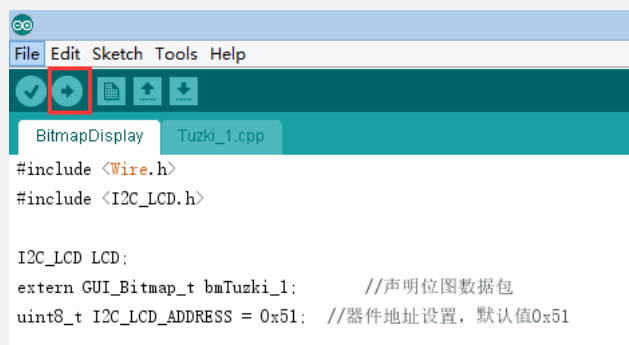 File Edit Sketch Tools Help
BitmapDisplay Tuzki_1.cpp
#include <Wire.h>
#include <I2C_LCD.h>
I2C_LCD LCD;
extern GUI_Bitmap_t bmTuzki_1; //声明位图数据包
uint8_t I2C_LCD_ADDRESS = 0x51; //器件地址设置，默认值0x51